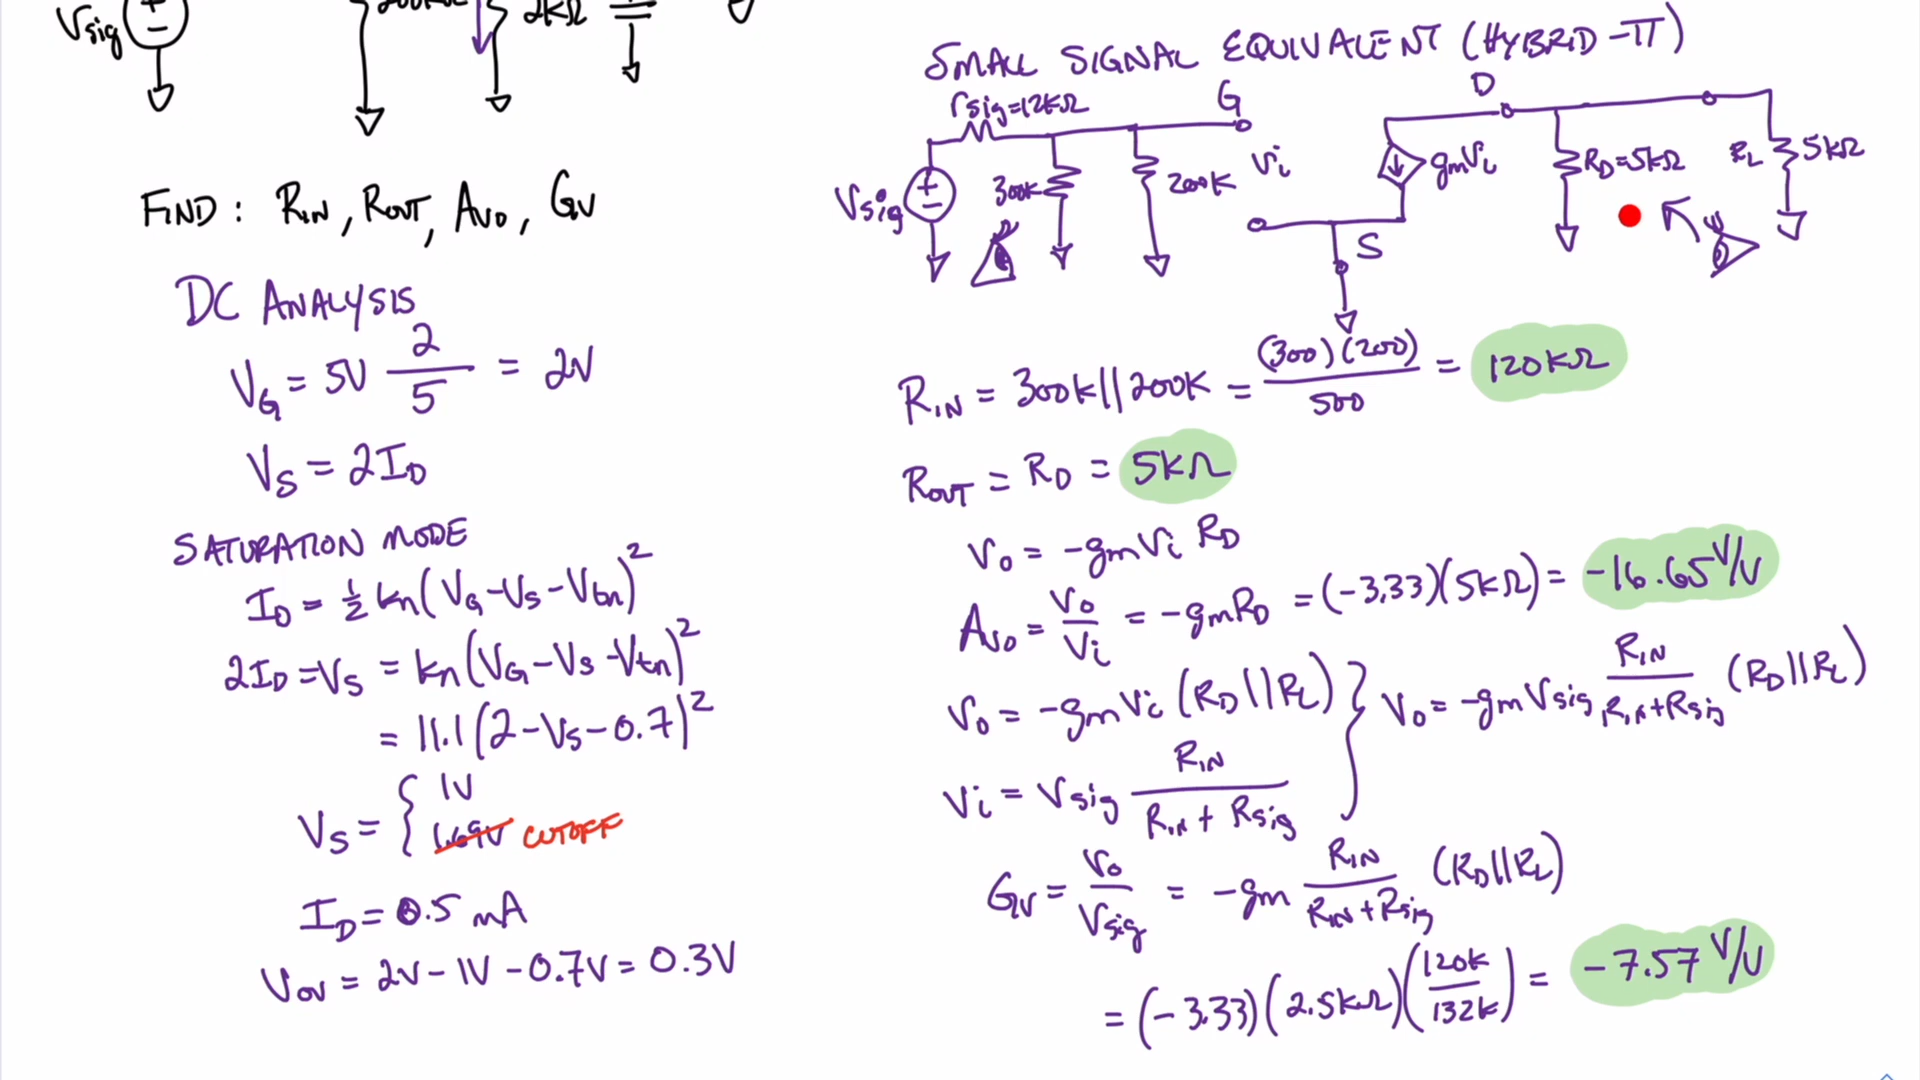 Vsig
200kΩ
2kΩ
FIND: RIN, ROUT, AVO, GV
DC ANALYSIS
VG = 5V 2/5 = 2V
VS = 2ID
SATURATION MODE
ID = ½ kn(VG-VS-Vtn)²
2ID = VS = kn(VG-VS-Vtn)²
= 11.1(2-VS-0.7)²
VS = { 1V
1.69V CUTOFF
ID = 0.5 mA
VOV = 2V-1V-0.7V = 0.3V
SMALL SIGNAL EQUIVALENT (HYBRID-π)
rsig=12kΩ
G
D
Vsig
300k
200k
Vi
gmVi
RD=5kΩ
RL
5kΩ
S
RIN = 300k||200k = (300)(200)/500 = 120kΩ
ROUT = RD = 5kΩ
Vo = -gmVi RD
AVO = Vo/Vi = -gmRD = (-3.33)(5kΩ) = -16.65 V/V
Vo = -gmVi (RD||RL) } Vo = -gmVsig RIN/(RIN+Rsig) (RD||RL)
Vi = Vsig RIN/(RIN+Rsig)
GV = Vo/Vsig = -gm RIN/(RIN+Rsig) (RD||RL)
= (-3.33)(2.5kΩ)(120k/132k) = -7.57 V/V